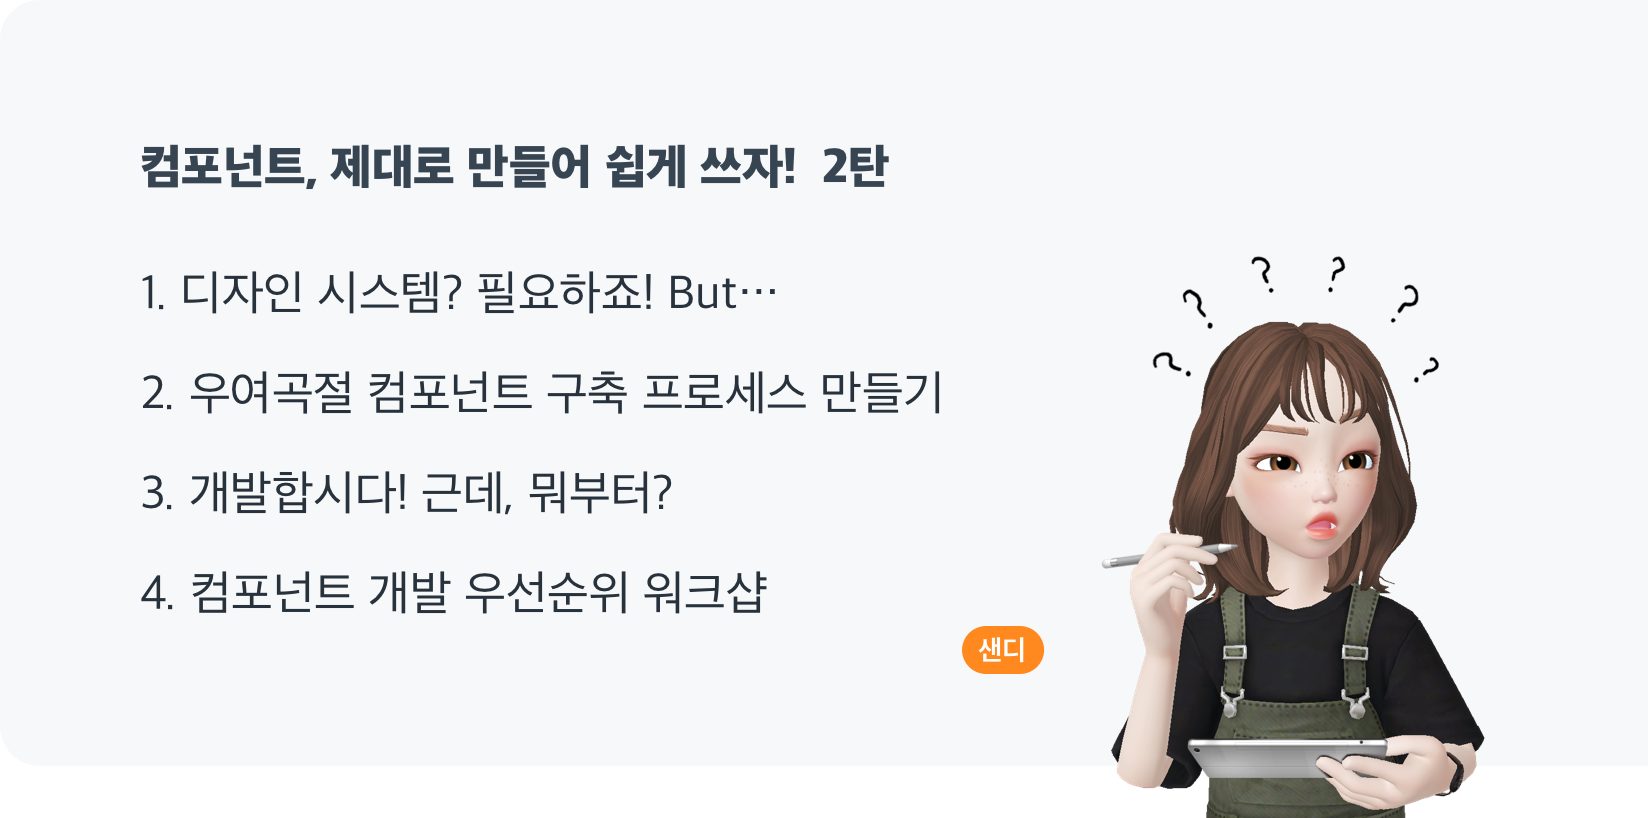 컴포넌트, 제대로 만들어 쉽게 쓰자! 2탄
1. 디자인 시스템? 필요하죠! But…
2. 우여곡절 컴포넌트 구축 프로세스 만들기
3. 개발합시다! 근데, 뭐부터?
4. 컴포넌트 개발 우선순위 워크샵
샌디
? ? ? ? ? ?